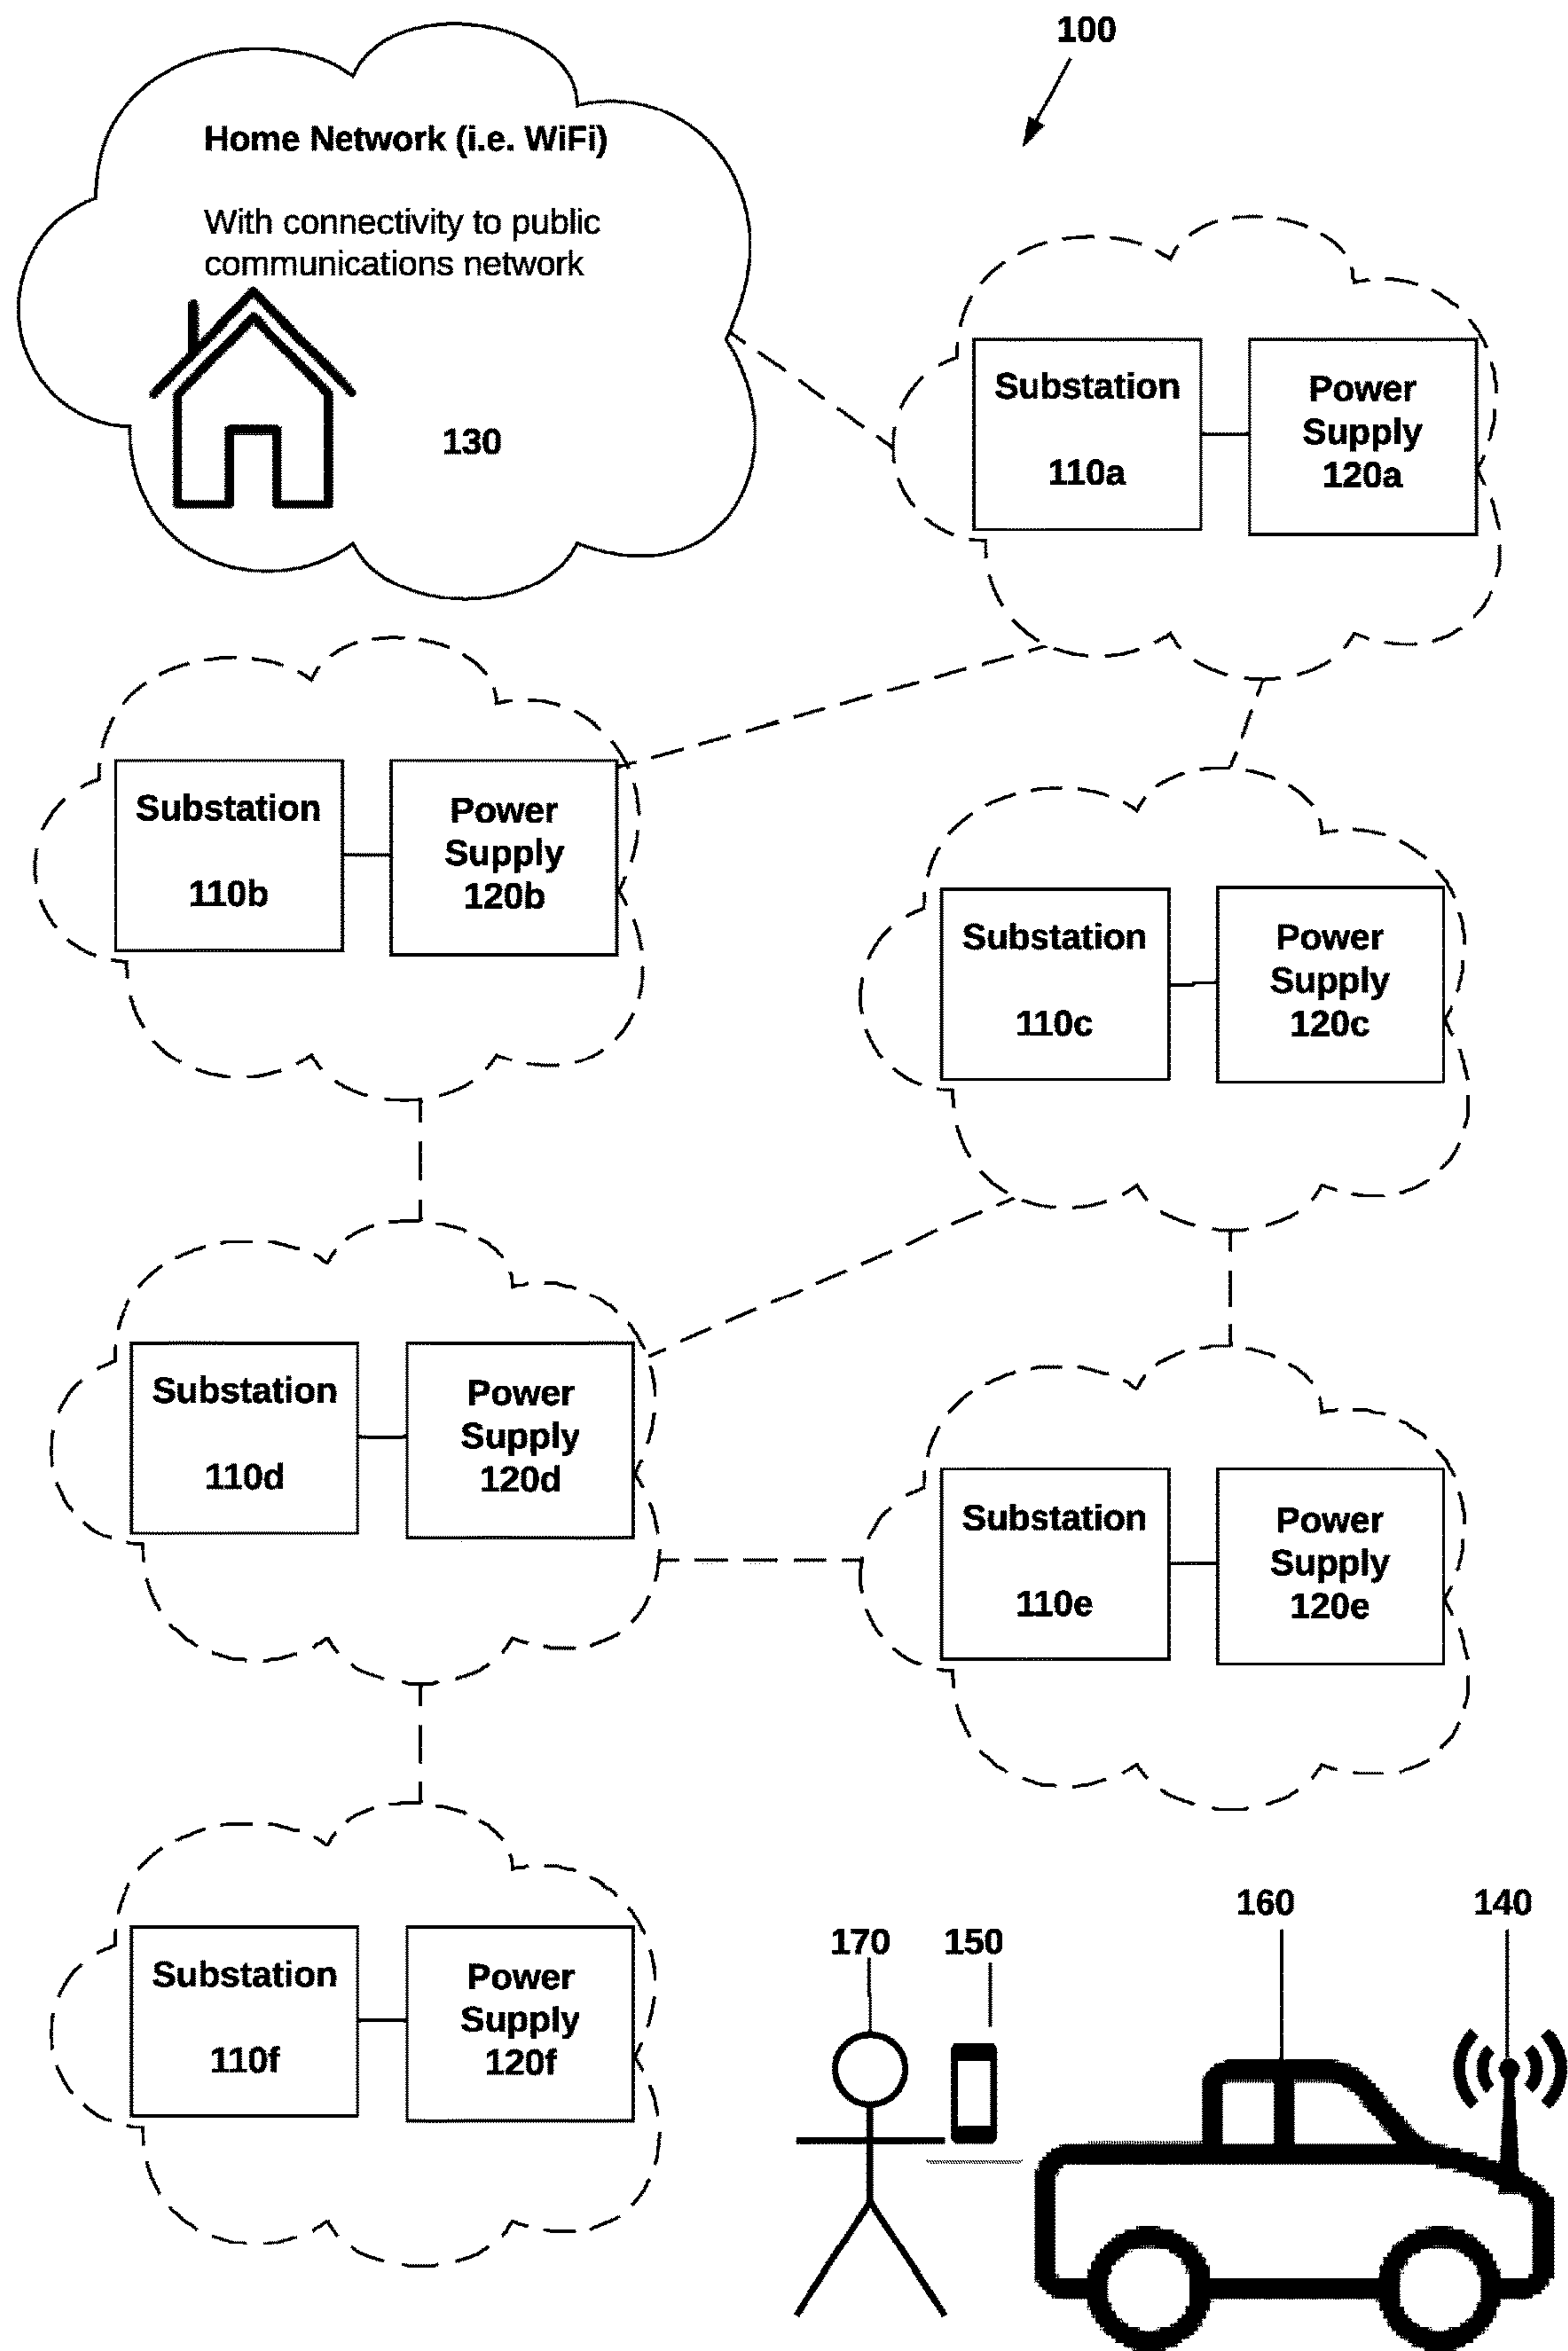 100
Home Network (i.e. WiFi)
With connectivity to public
communications network
130
Substation
110a
Power
Supply
120a
Substation
110b
Power
Supply
120b
Substation
110c
Power
Supply
120c
Substation
110d
Power
Supply
120d
Substation
110e
Power
Supply
120e
Substation
110f
Power
Supply
120f
170
150
160
140